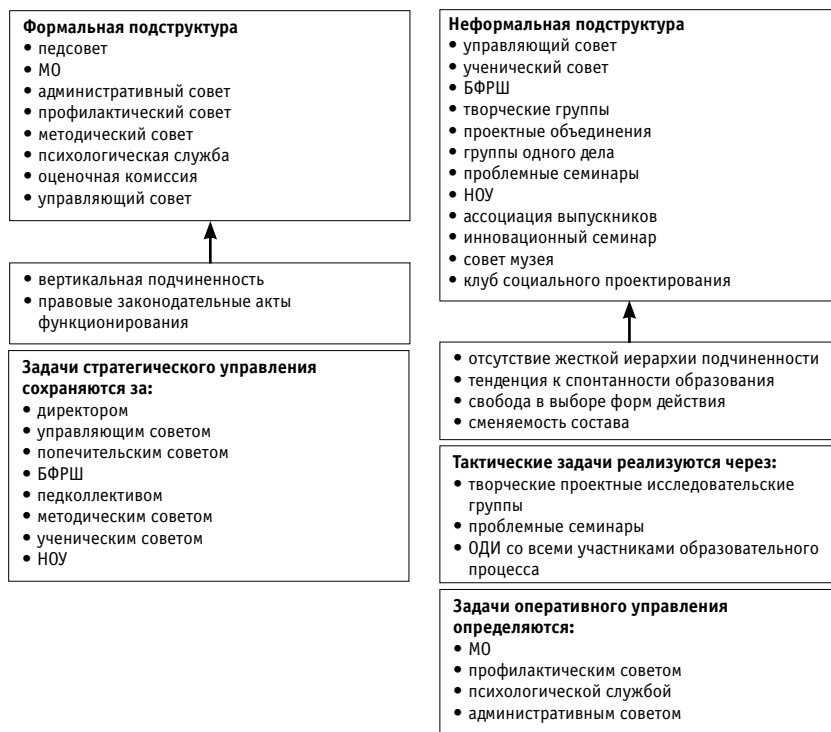 Формальная подструктура
• педсовет
• МО
• административный совет
• профилактический совет
• методический совет
• психологическая служба
• оценочная комиссия
• управляющий совет
• вертикальная подчиненность
• правовые законодательные акты
функционирования
Задачи стратегического управления
сохраняются за:
• директором
• управляющим советом
• попечительским советом
• БФРШ
• педколлективом
• методическим советом
• ученическим советом
• НОУ
Неформальная подструктура
• управляющий совет
• ученический совет
• БФРШ
• творческие группы
• проектные объединения
• группы одного дела
• проблемные семинары
• НОУ
• ассоциация выпускников
• инновационный семинар
• совет музея
• клуб социального проектирования
• отсутствие жесткой иерархии подчиненности
• тенденция к спонтанности образования
• свобода в выборе форм действия
• сменяемость состава
Тактические задачи реализуются через:
• творческие проектные исследовательские
группы
• проблемные семинары
• ОДИ со всеми участниками образовательного
процесса
Задачи оперативного управления
определяются:
• МО
• профилактическим советом
• психологической службой
• административным советом